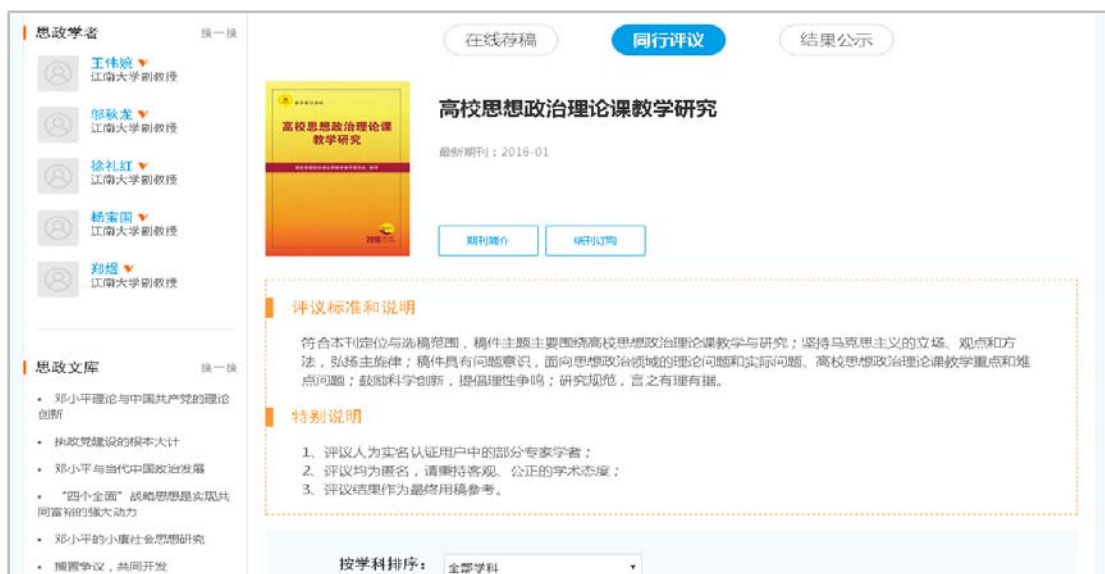 思政学者 换一换
王伟婉
江南大学副教授
邬秋龙
江南大学副教授
徐礼红
江南大学副教授
杨宝国
江南大学副教授
郑煜
江南大学副教授
思政文库 换一换
• 邓小平理论与中国共产党的理论
创新
• 执政党建设的根本大计
• 邓小平与当代中国政治发展
• “四个全面”战略思想是实现共
同富裕的强大动力
• 邓小平的小康社会思想研究
• 搁置争议，共同开发
在线荐稿 同行评议 结果公示
高校思想政治理论课
教学研究
2016
高校思想政治理论课教学研究
最新期刊：2016-01
期刊简介 纸刊订购
评议标准和说明
符合本刊定位与选稿范围，稿件主题主要围绕高校思想政治理论课教学与研究；坚持马克思主义的立场、观点和方
法，弘扬主旋律；稿件具有问题意识，面向思想政治领域的理论问题和实际问题、高校思想政治理论课教学重点和难
点问题；鼓励科学创新，提倡理性争鸣；研究规范，言之有理有据。
特别说明
1、评议人为实名认证用户中的部分专家学者；
2、评议均为匿名，请秉持客观、公正的学术态度；
3、评议结果作为最终用稿参考。
按学科排序： 全部学科